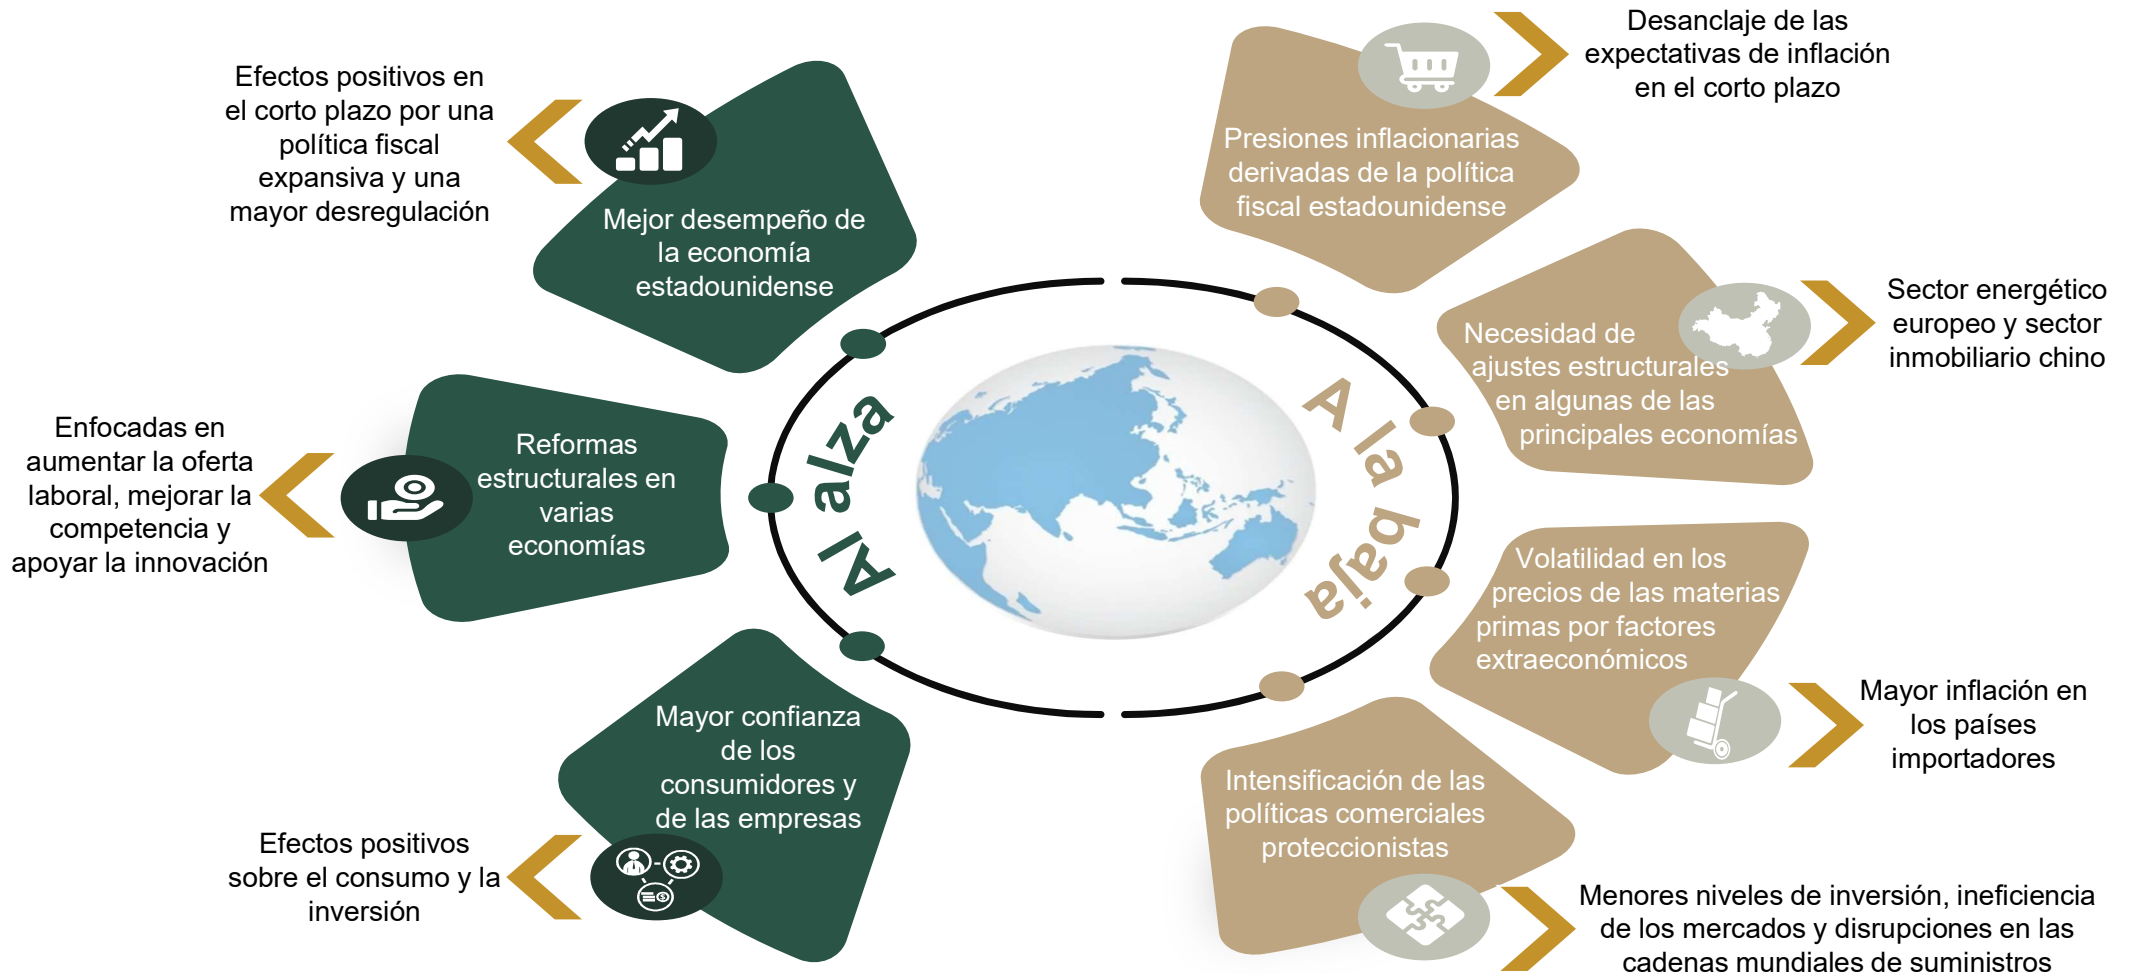 Efectos positivos en
el corto plazo por una
política fiscal
expansiva y una
mayor desregulación
Mejor desempeño de
la economía
estadounidense
Enfocadas en
aumentar la oferta
laboral, mejorar la
competencia y
apoyar la innovación
Reformas
estructurales en
varias
economías
Mayor confianza
de los
consumidores y
de las empresas
Efectos positivos
sobre el consumo y la
inversión
Al alza
A la baja
Presiones inflacionarias
derivadas de la política
fiscal estadounidense
Desanclaje de las
expectativas de inflación
en el corto plazo
Necesidad de
ajustes estructurales
en algunas de las
principales economías
Sector energético
europeo y sector
inmobiliario chino
Volatilidad en los
precios de las materias
primas por factores
extraeconómicos
Mayor inflación en
los países
importadores
Intensificación de las
políticas comerciales
proteccionistas
Menores niveles de inversión, ineficiencia
de los mercados y disrupciones en las
cadenas mundiales de suministros